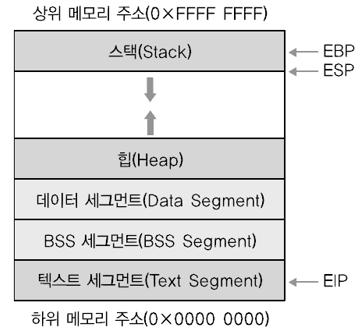 상위 메모리 주소(0×FFFF FFFF)
스택(Stack)
EBP
ESP
힙(Heap)
데이터 세그먼트(Data Segment)
BSS 세그먼트(BSS Segment)
텍스트 세그먼트(Text Segment)
EIP
하위 메모리 주소(0×0000 0000)